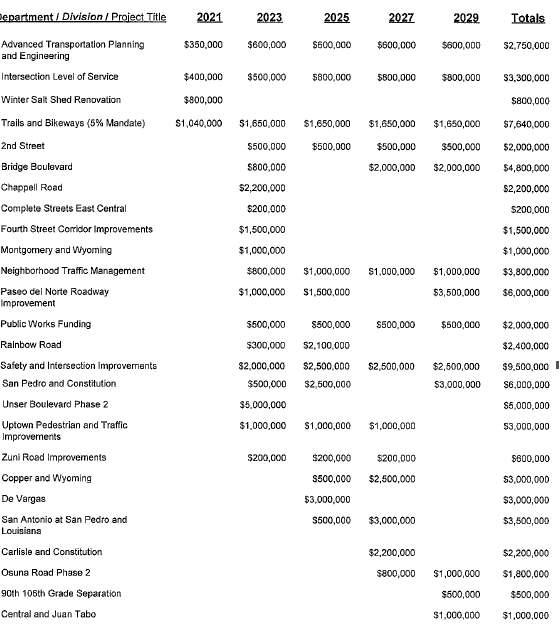 epartment / Division / Project Title 2021 2023 2025 2027 2029 Totals
Advanced Transportation Planning $350,000 $600,000 $600,000 $600,000 $600,000 $2,750,000
and Engineering
Intersection Level of Service $400,000 $500,000 $800,000 $800,000 $800,000 $3,300,000
Winter Salt Shed Renovation $800,000 $800,000
Trails and Bikeways (5% Mandate) $1,040,000 $1,650,000 $1,650,000 $1,650,000 $1,650,000 $7,640,000
2nd Street $500,000 $500,000 $500,000 $500,000 $2,000,000
Bridge Boulevard $800,000 $2,000,000 $2,000,000 $4,800,000
Chappell Road $2,200,000 $2,200,000
Complete Streets East Central $200,000 $200,000
Fourth Street Corridor Improvements $1,500,000 $1,500,000
Montgomery and Wyoming $1,000,000 $1,000,000
Neighborhood Traffic Management $800,000 $1,000,000 $1,000,000 $1,000,000 $3,800,000
Paseo del Norte Roadway $1,000,000 $1,500,000 $3,500,000 $6,000,000
Improvement
Public Works Funding $500,000 $500,000 $500,000 $500,000 $2,000,000
Rainbow Road $300,000 $2,100,000 $2,400,000
Safety and Intersection Improvements $2,000,000 $2,500,000 $2,500,000 $2,500,000 $9,500,000
San Pedro and Constitution $500,000 $2,500,000 $3,000,000 $6,000,000
Unser Boulevard Phase 2 $5,000,000 $5,000,000
Uptown Pedestrian and Traffic $1,000,000 $1,000,000 $1,000,000 $3,000,000
Improvements
Zuni Road Improvements $200,000 $200,000 $200,000 $600,000
Copper and Wyoming $500,000 $2,500,000 $3,000,000
De Vargas $3,000,000 $3,000,000
San Antonio at San Pedro and $500,000 $3,000,000 $3,500,000
Louisiana
Carlisle and Constitution $2,200,000 $2,200,000
Osuna Road Phase 2 $800,000 $1,000,000 $1,800,000
90th 106th Grade Separation $500,000 $500,000
Central and Juan Tabo $1,000,000 $1,000,000